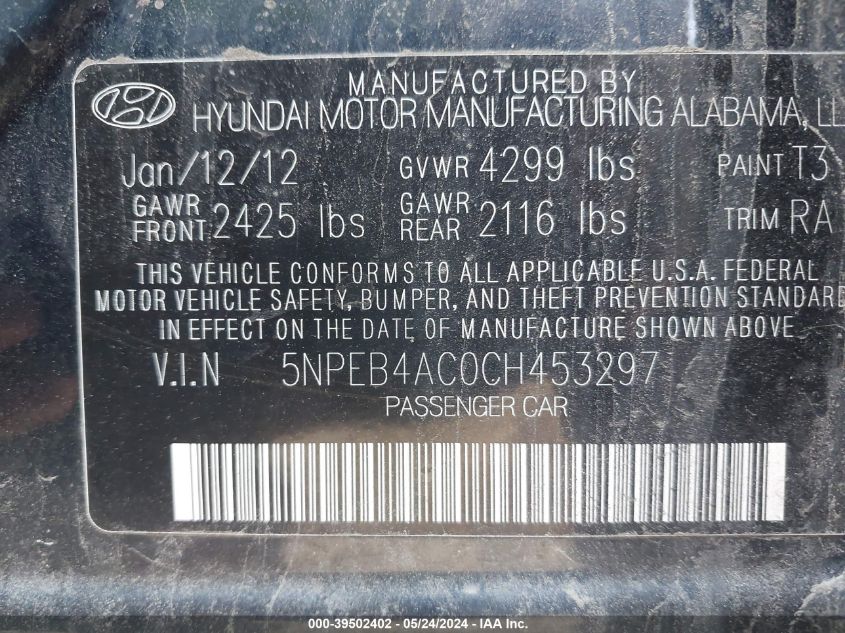 MANUFACTURED BY
HYUNDAI MOTOR MANUFACTURING ALABAMA, LL
Jan/12/12 GVWR 4299 lbs PAINT T3
GAWR FRONT 2425 lbs GAWR REAR 2116 lbs TRIM RA
THIS VEHICLE CONFORMS TO ALL APPLICABLE U.S.A. FEDERAL
MOTOR VEHICLE SAFETY, BUMPER, AND THEFT PREVENTION STANDARD
IN EFFECT ON THE DATE OF MANUFACTURE SHOWN ABOVE
V.I.N 5NPEB4AC0CH453297
PASSENGER CAR
000-39502402 - 05/24/2024 - IAA Inc.